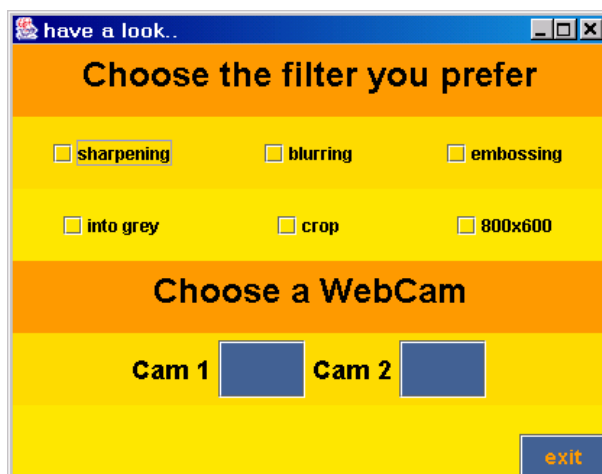 have a look..
Choose the filter you prefer
sharpening blurring embossing
into grey crop 800x600
Choose a WebCam
Cam 1 Cam 2
exit